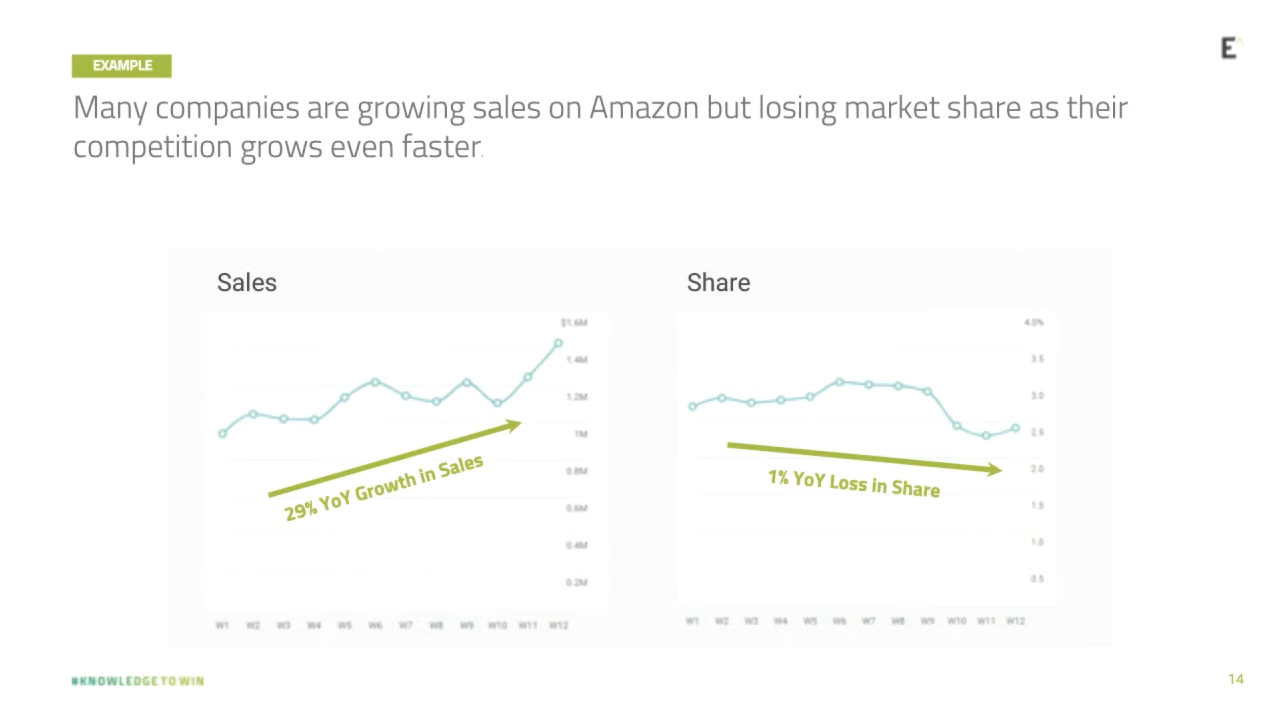 EXAMPLE
E^
Many companies are growing sales on Amazon but losing market share as their
competition grows even faster.
Sales
Share
$1.6M
1.4M
1.2M
1M
0.8M
0.6M
0.4M
0.2M
29% YoY Growth in Sales
W1 W2 W3 W4 W5 W6 W7 W8 W9 W10 W11 W12
4.0%
3.5
3.0
2.5
2.0
1.5
1.0
0.5
1% YoY Loss in Share
W1 W2 W3 W4 W5 W6 W7 W8 W9 W10 W11 W12
#KNOWLEDGETOWIN
14